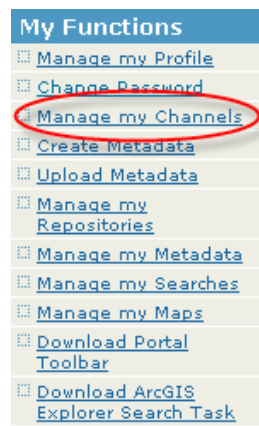 My Functions
Manage my Profile
Change Password
Manage my Channels
Create Metadata
Upload Metadata
Manage my
Repositories
Manage my Metadata
Manage my Searches
Manage my Maps
Download Portal
Toolbar
Download ArcGIS
Explorer Search Task